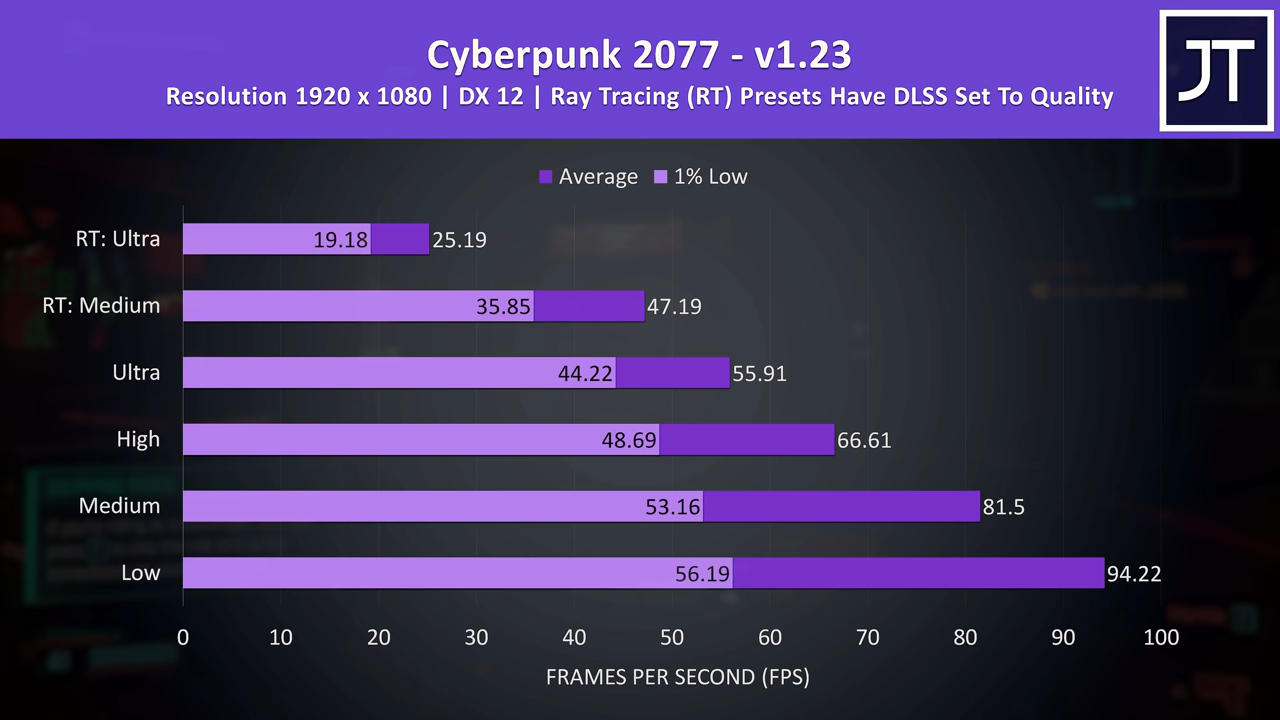 Cyberpunk 2077 - v1.23
Resolution 1920 x 1080 | DX 12 | Ray Tracing (RT) Presets Have DLSS Set To Quality
JT
Average 1% Low
RT: Ultra 19.18 25.19
RT: Medium 35.85 47.19
Ultra 44.22 55.91
High 48.69 66.61
Medium 53.16 81.5
Low 56.19 94.22
0 10 20 30 40 50 60 70 80 90 100
FRAMES PER SECOND (FPS)